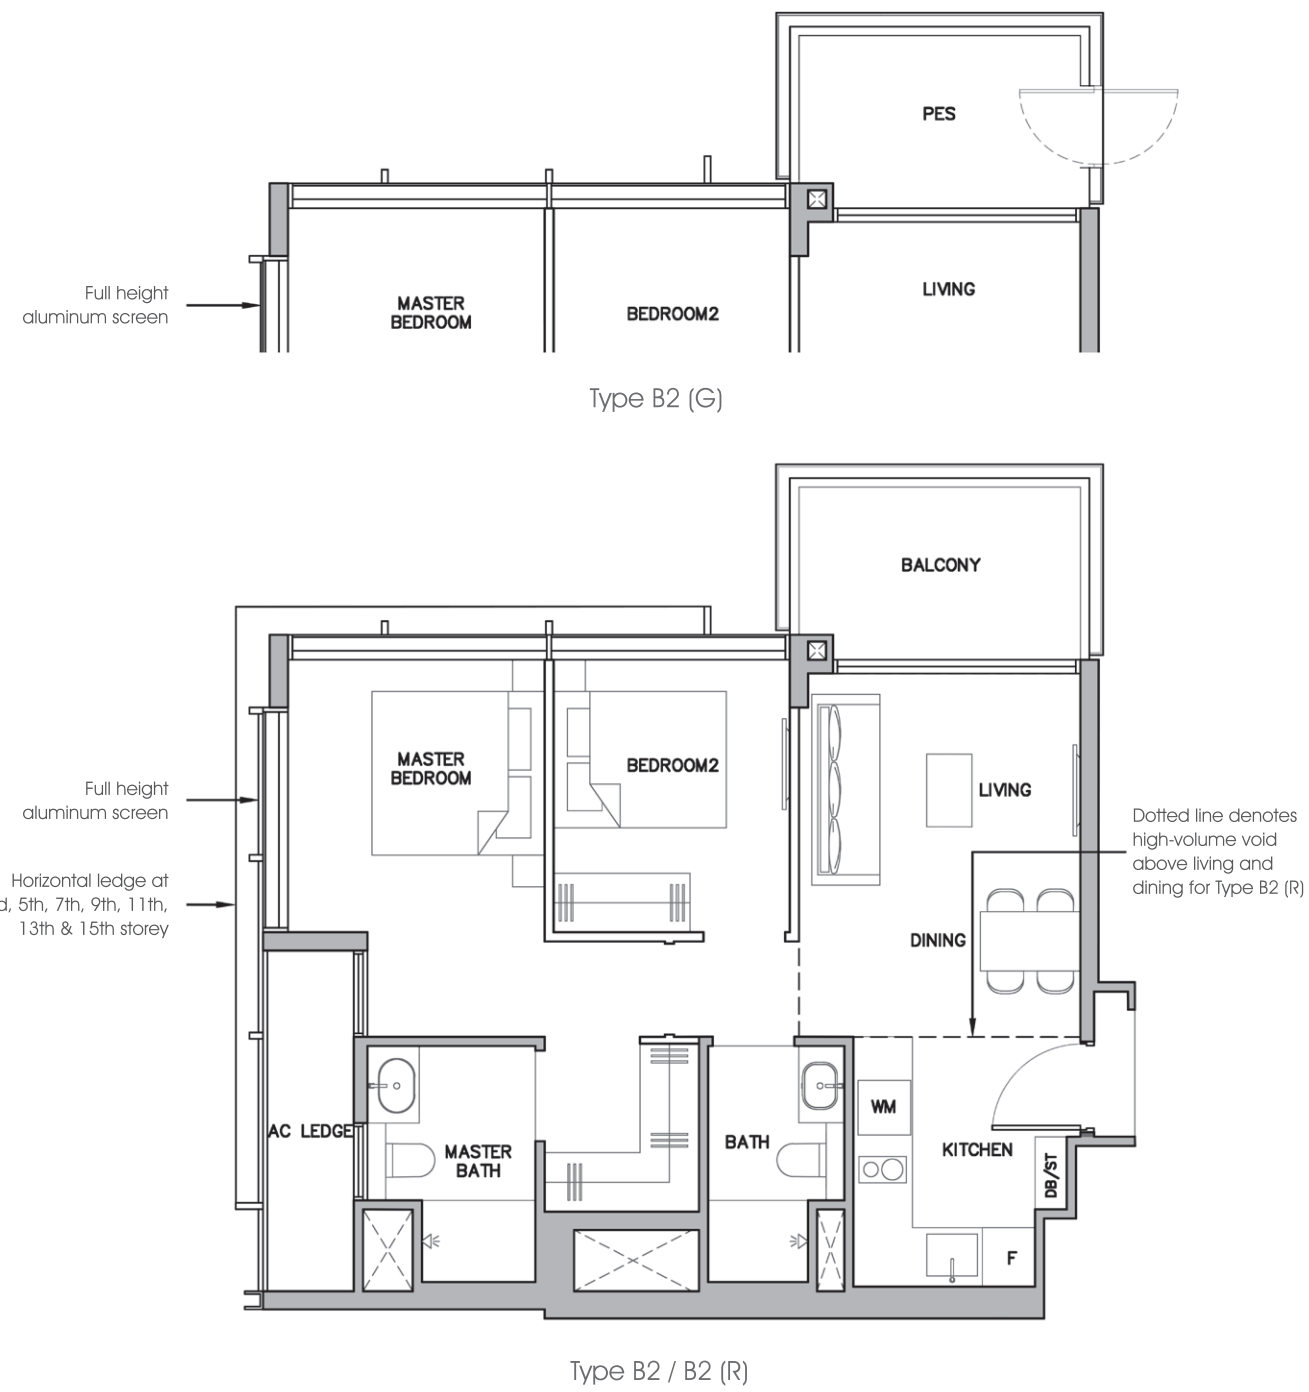 PES
Full height
aluminum screen
MASTER
BEDROOM
BEDROOM2
LIVING
Type B2 (G)
BALCONY
MASTER
BEDROOM
BEDROOM2
LIVING
Full height
aluminum screen
Dotted line denotes
high-volume void
above living and
dining for Type B2 (R)
Horizontal ledge at
5th, 7th, 9th, 11th,
13th & 15th storey
DINING
WM
AC LEDGE
MASTER
BATH
BATH
KITCHEN
DB/ST
F
Type B2 / B2 (R)